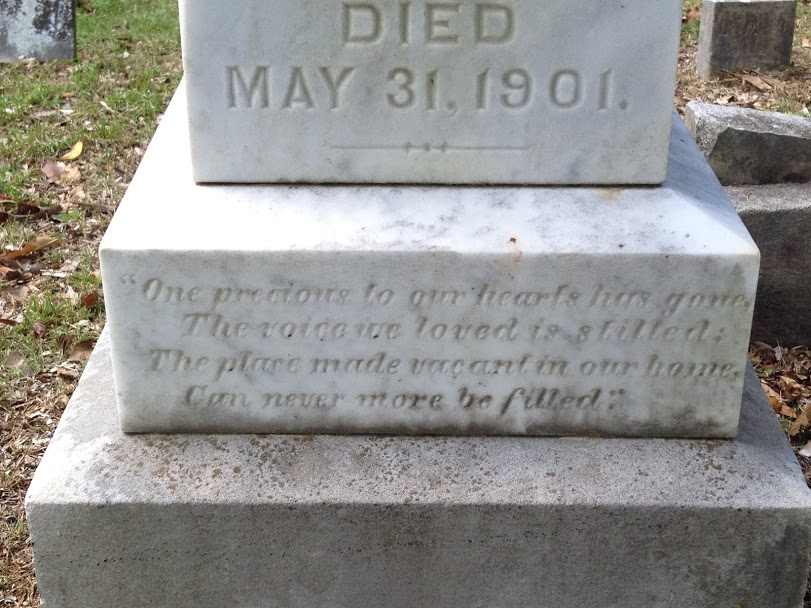 DIED
MAY 31, 1901.
"One precious to our hearts has gone,
The voice we loved is stilled;
The place made vacant in our home,
Can never more be filled".